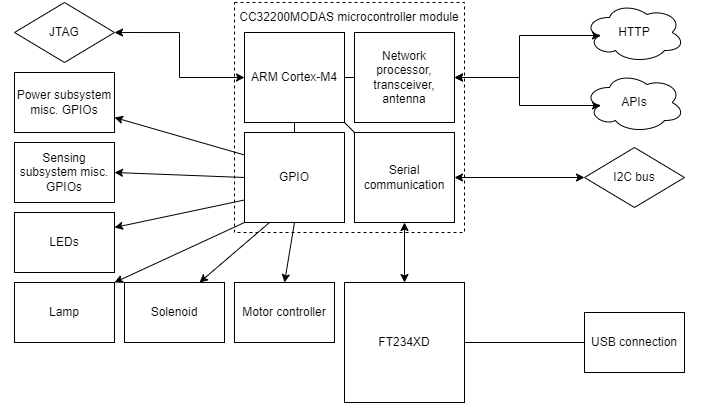 CC32200MODAS microcontroller module
JTAG
HTTP
ARM Cortex-M4
Network
processor,
transceiver,
antenna
Power subsystem
misc. GPIOs
APIs
Sensing
subsystem misc.
GPIOs
GPIO
Serial
communication
I2C bus
LEDs
Lamp
Solenoid
Motor controller
FT234XD
USB connection